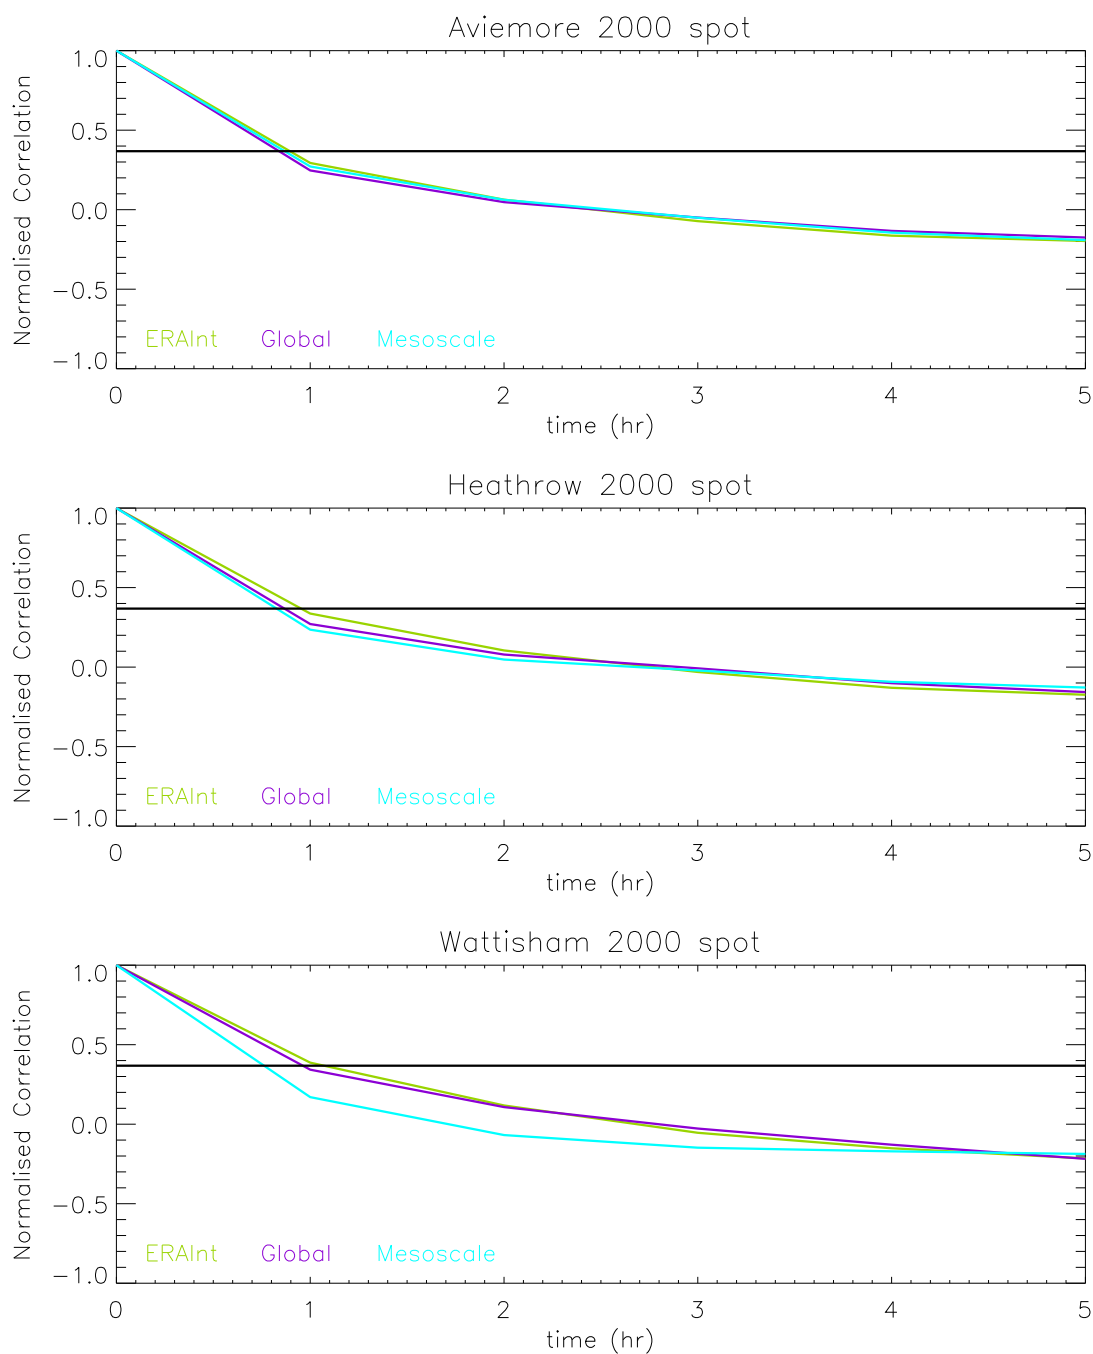 Aviemore 2000 spot
Normalised Correlation
1.0
0.5
0.0
−0.5
−1.0
ERAInt Global Mesoscale
0 1 2 3 4 5
time (hr)
Heathrow 2000 spot
Normalised Correlation
1.0
0.5
0.0
−0.5
−1.0
ERAInt Global Mesoscale
0 1 2 3 4 5
time (hr)
Wattisham 2000 spot
Normalised Correlation
1.0
0.5
0.0
−0.5
−1.0
ERAInt Global Mesoscale
0 1 2 3 4 5
time (hr)